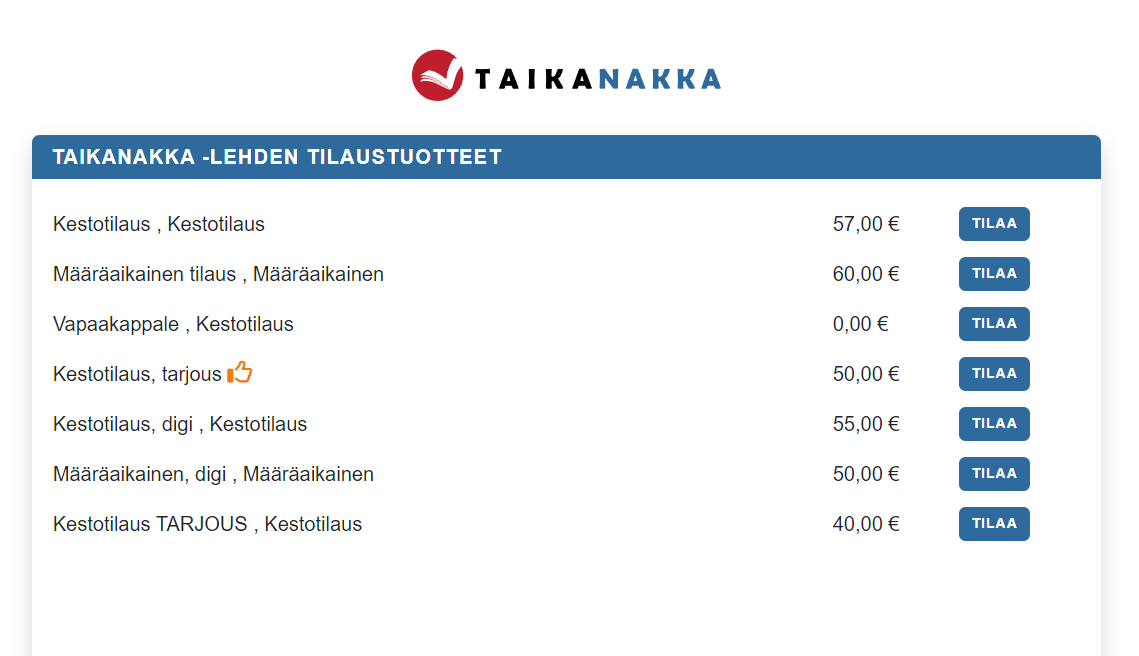 TAIKANAKKA
TAIKANAKKA -LEHDEN TILAUSTUOTTEET
Kestotilaus , Kestotilaus 57,00 € TILAA
Määräaikainen tilaus , Määräaikainen 60,00 € TILAA
Vapaakappale , Kestotilaus 0,00 € TILAA
Kestotilaus, tarjous 50,00 € TILAA
Kestotilaus, digi , Kestotilaus 55,00 € TILAA
Määräaikainen, digi , Määräaikainen 50,00 € TILAA
Kestotilaus TARJOUS , Kestotilaus 40,00 € TILAA